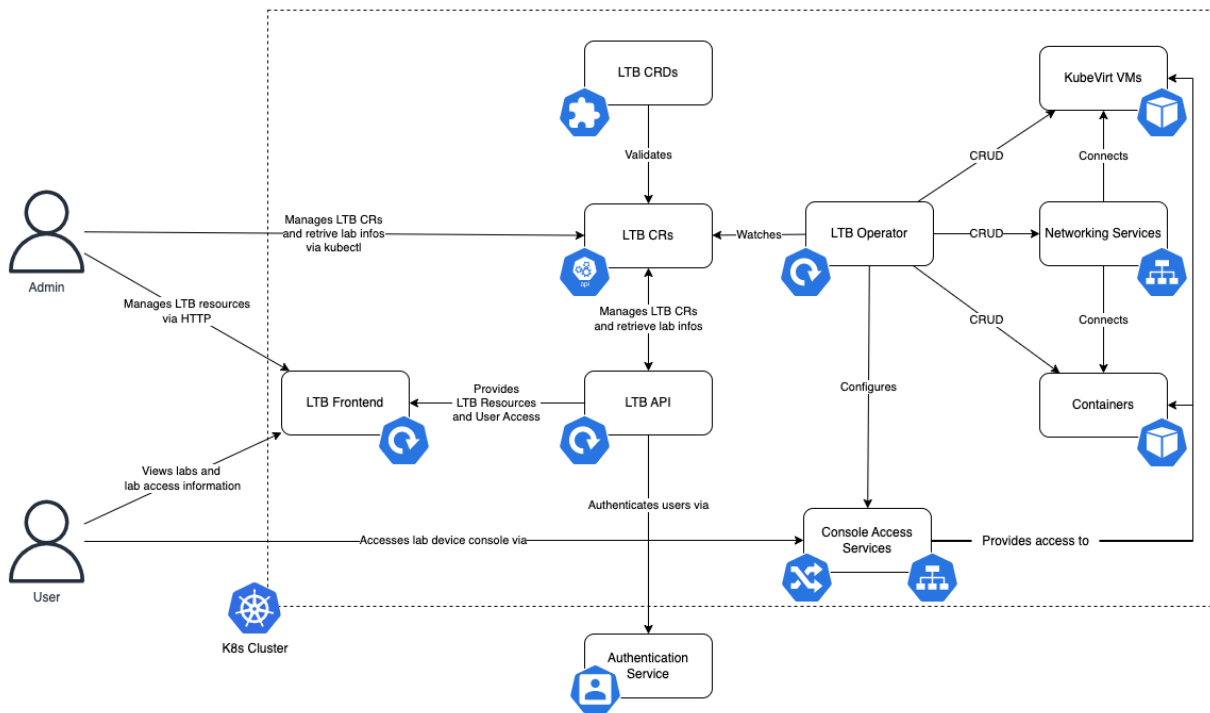 LTB CRDs
KubeVirt VMs
Validates
CRUD
Connects
Manages LTB CRs
and retrive lab infos
via kubectl
LTB CRs
Watches
LTB Operator
CRUD
Networking Services
api
Admin
Manages LTB resources
via HTTP
Manages LTB CRs
and retrieve lab infos
CRUD
Connects
Configures
LTB Frontend
Provides
LTB Resources
and User Access
LTB API
Containers
Views labs and
lab access information
Authenticates users via
Accesses lab device console via
Console Access
Services
Provides access to
User
K8s Cluster
Authentication
Service